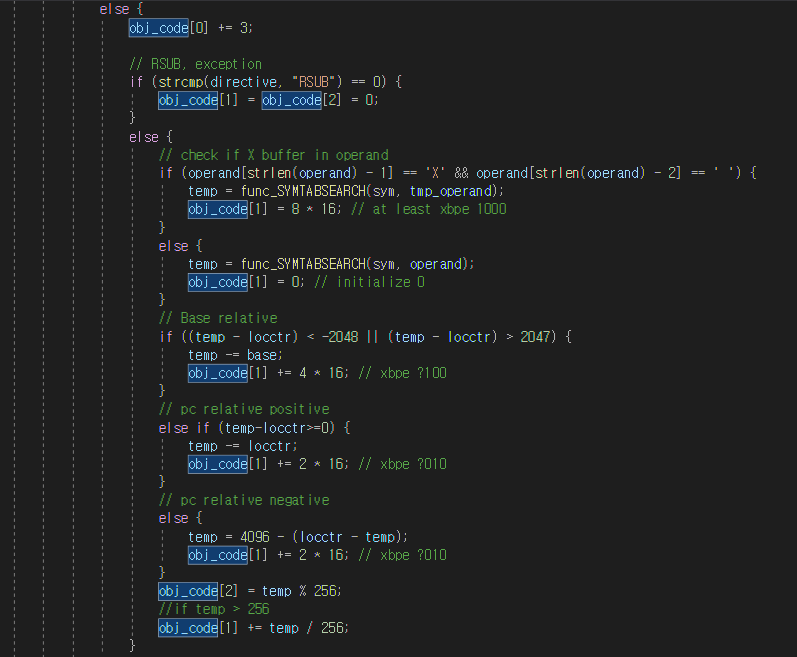 else {
obj_code[0] += 3;
// RSUB, exception
if (strcmp(directive, "RSUB") == 0) {
obj_code[1] = obj_code[2] = 0;
}
else {
// check if X buffer in operand
if (operand[strlen(operand) - 1] == 'X' && operand[strlen(operand) - 2] == ' ') {
temp = func_SYMTABSEARCH(sym, tmp_operand);
obj_code[1] = 8 * 16; // at least xbpe 1000
}
else {
temp = func_SYMTABSEARCH(sym, operand);
obj_code[1] = 0; // initialize 0
}
// Base relative
if ((temp - locctr) < -2048 || (temp - locctr) > 2047) {
temp -= base;
obj_code[1] += 4 * 16; // xbpe ?100
}
// pc relative positive
else if (temp-locctr>=0) {
temp -= locctr;
obj_code[1] += 2 * 16; // xbpe ?010
}
// pc relative negative
else {
temp = 4096 - (locctr - temp);
obj_code[1] += 2 * 16; // xbpe ?010
}
obj_code[2] = temp % 256;
//if temp > 256
obj_code[1] += temp / 256;
}